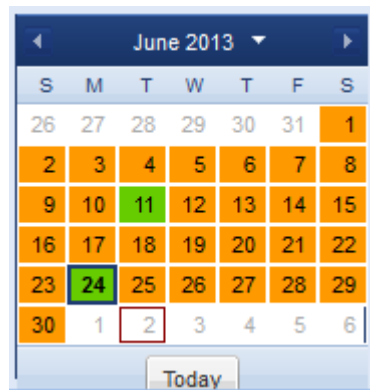 June 2013
S M T W T F S
26 27 28 29 30 31 1
2 3 4 5 6 7 8
9 10 11 12 13 14 15
16 17 18 19 20 21 22
23 24 25 26 27 28 29
30 1 2 3 4 5 6
Today